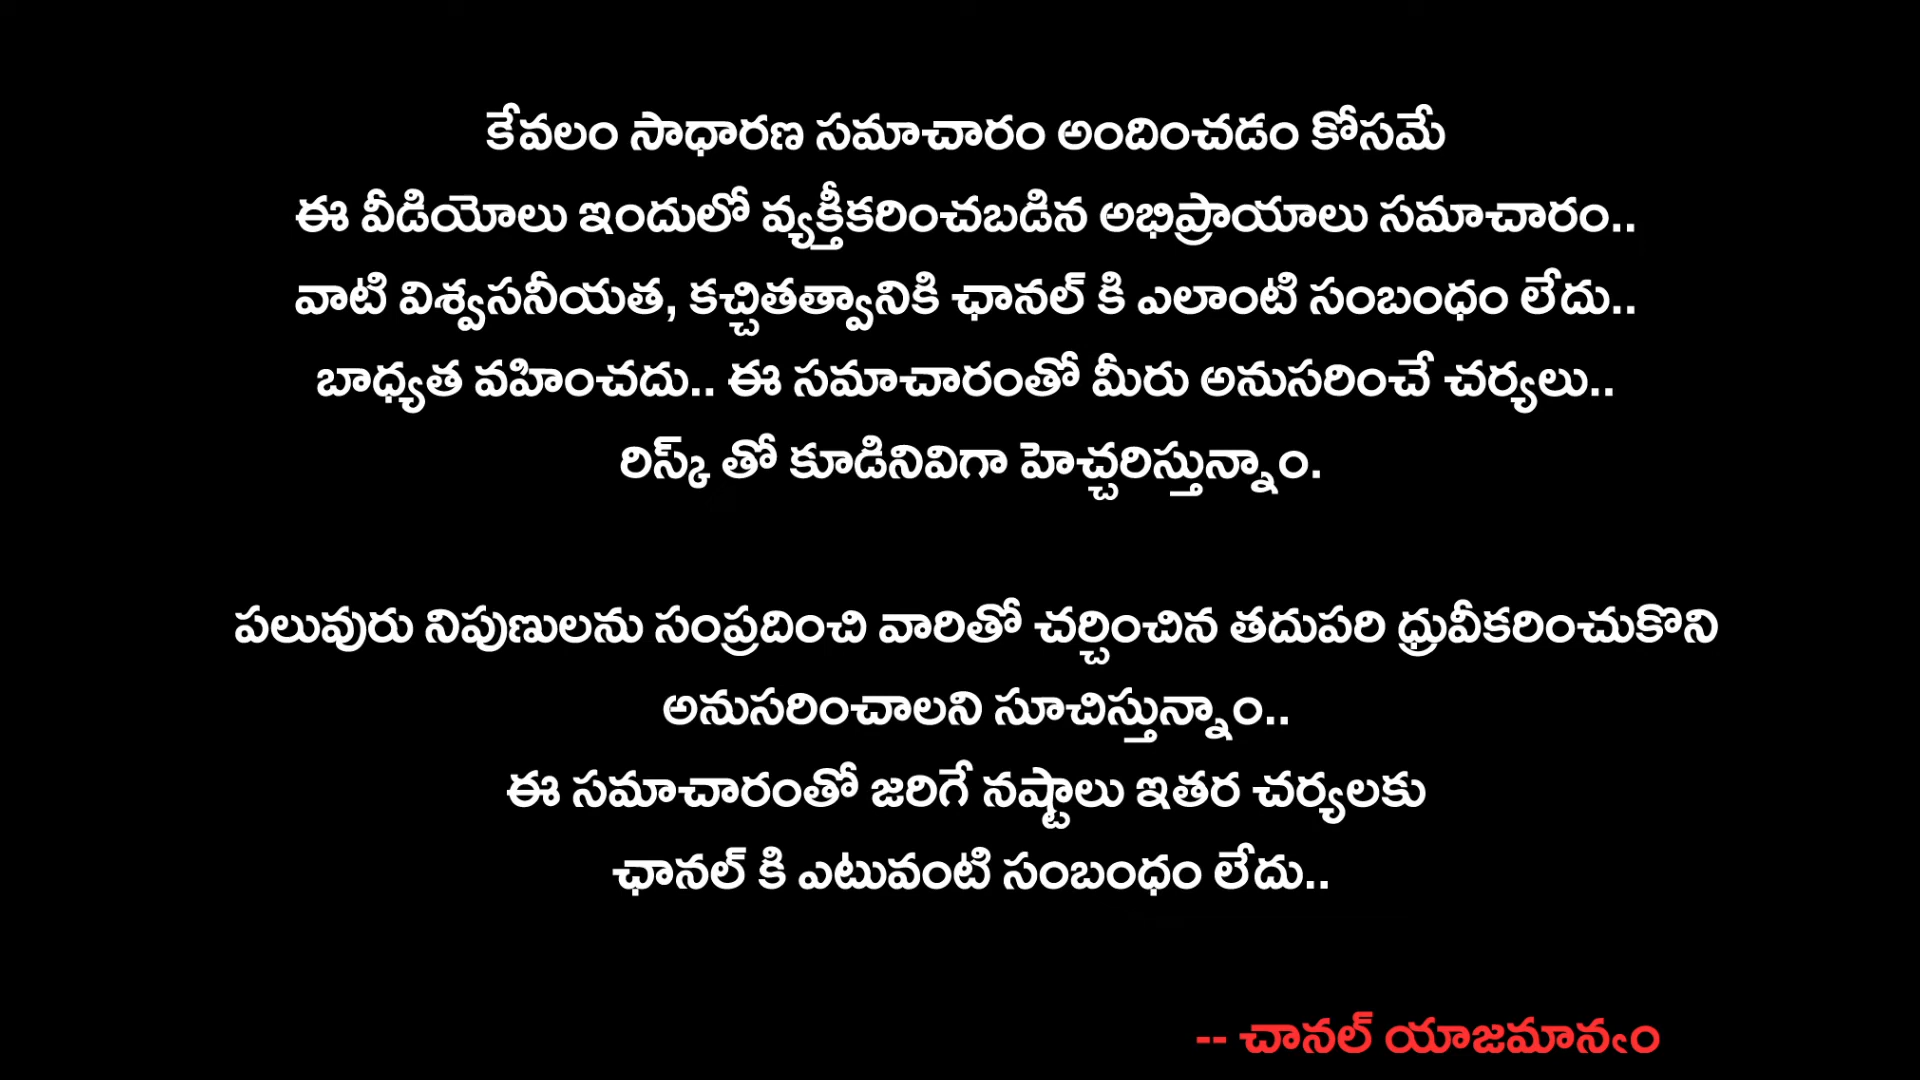 కేవలం సాధారణ సమాచారం అందించడం కోసమే
ఈ వీడియోలు ఇందులో వ్యక్తీకరించబడిన అభిప్రాయాలు సమాచారం..
వాటి విశ్వసనీయత, కచ్చితత్వానికి ఛానల్ కి ఎలాంటి సంబంధం లేదు..
బాధ్యత వహించదు.. ఈ సమాచారంతో మీరు అనుసరించే చర్యలు..
రిస్క్ తో కూడినివిగా హెచ్చరిస్తున్నాం.
పలువురు నిపుణులను సంప్రదించి వారితో చర్చించిన తదుపరి ధ్రువీకరించుకొని
అనుసరించాలని సూచిస్తున్నాం..
ఈ సమాచారంతో జరిగే నష్టాలు ఇతర చర్యలకు
ఛానల్ కి ఎటువంటి సంబంధం లేదు..
-- చానల్ యాజమాన్యం